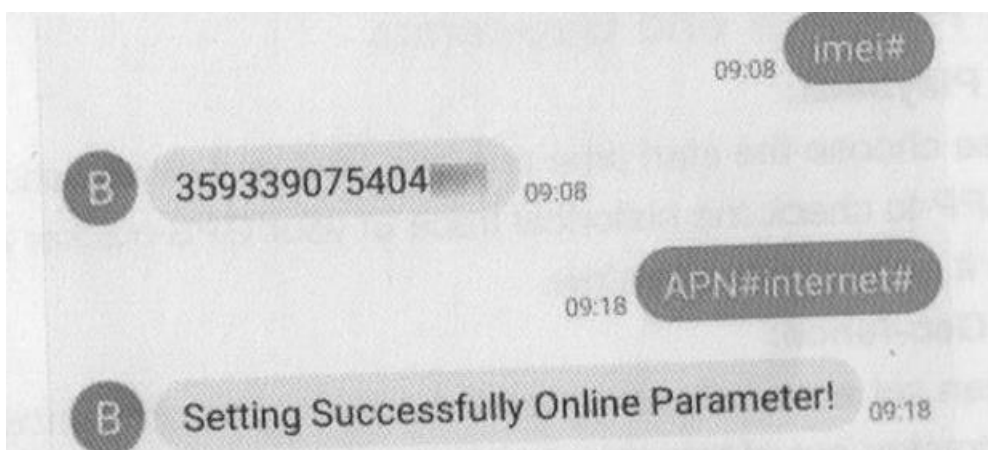 imei#
09:08
B
359339075404
09:08
APN#internet#
09:18
B
Setting Successfully Online Parameter!
09:18